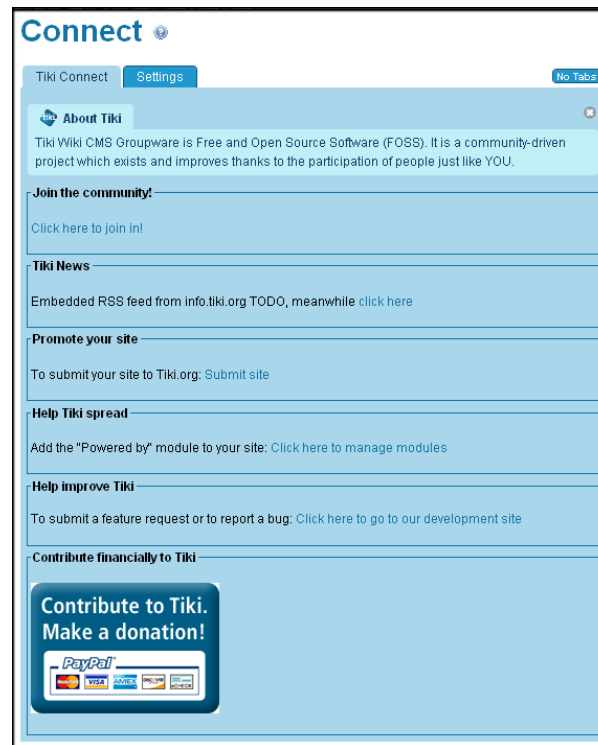 Connect
Tiki Connect
Settings
No Tabs
About Tiki
Tiki Wiki CMS Groupware is Free and Open Source Software (FOSS). It is a community-driven
project which exists and improves thanks to the participation of people just like YOU.
Join the community!
Click here to join in!
Tiki News
Embedded RSS feed from info.tiki.org TODO, meanwhile click here
Promote your site
To submit your site to Tiki.org: Submit site
Help Tiki spread
Add the "Powered by" module to your site: Click here to manage modules
Help improve Tiki
To submit a feature request or to report a bug: Click here to go to our development site
Contribute financially to Tiki
Contribute to Tiki.
Make a donation!
PayPal
MasterCard VISA AMEX DISCOVER eCHECK